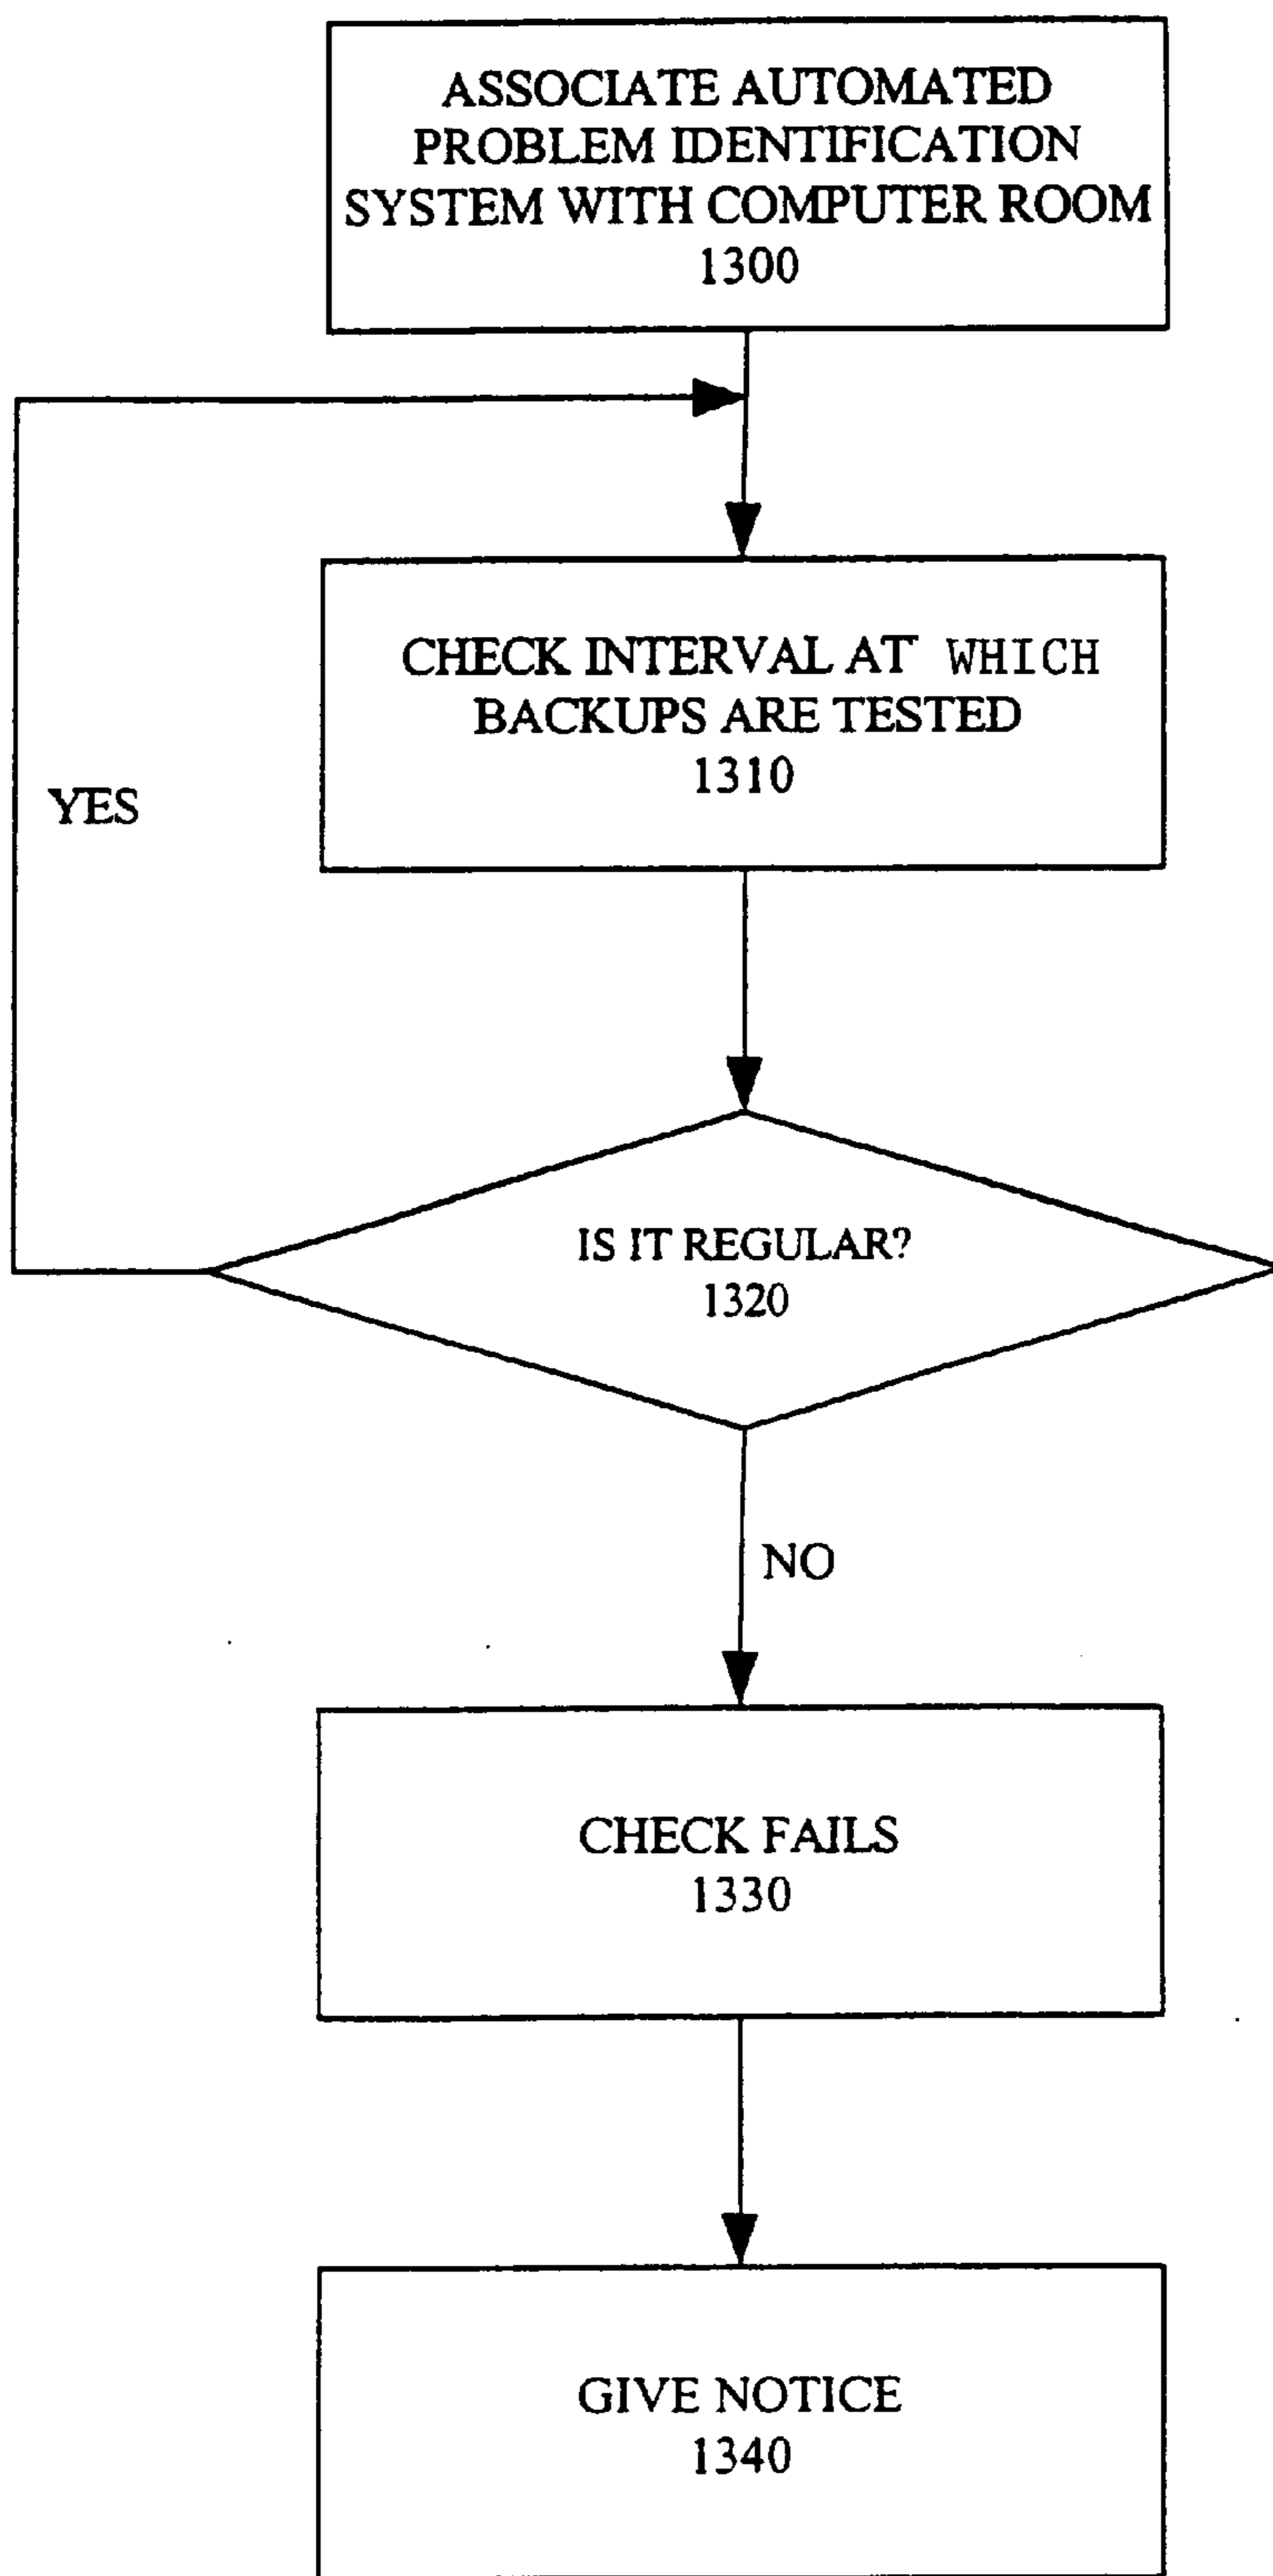 ASSOCIATE AUTOMATED
PROBLEM IDENTIFICATION
SYSTEM WITH COMPUTER ROOM
1300
CHECK INTERVAL AT WHICH
BACKUPS ARE TESTED
1310
YES
IS IT REGULAR?
1320
NO
CHECK FAILS
1330
GIVE NOTICE
1340